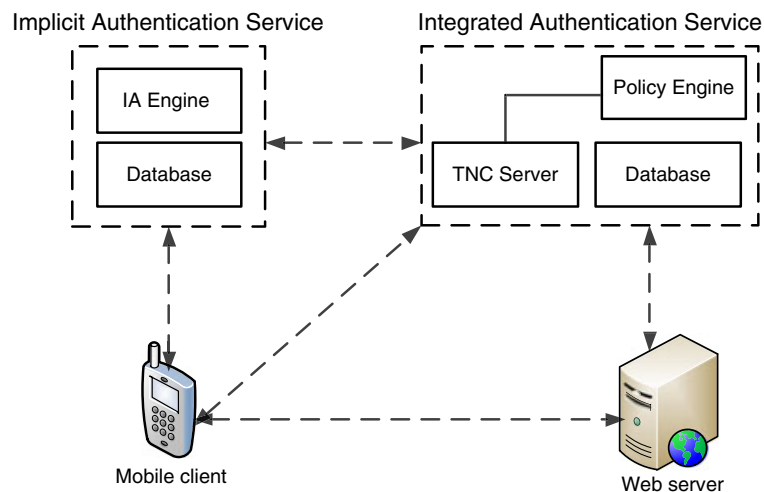 Implicit Authentication Service
Integrated Authentication Service
IA Engine
Database
Policy Engine
TNC Server
Database
Mobile client
Web server